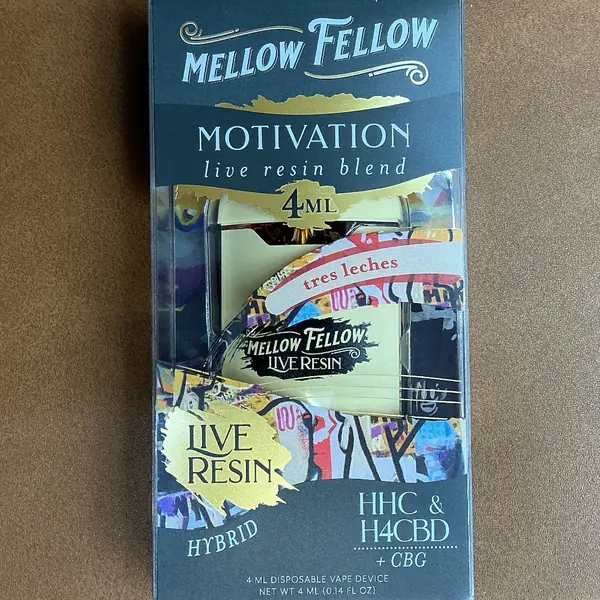 MELLOW FELLOW
MOTIVATION
live resin blend
4ML
tres leches
MELLOW FELLOW
LIVE RESIN
LIVE
RESIN
HYBRID
HHC &
H4CBD
+ CBG
4 ML DISPOSABLE VAPE DEVICE
NET WT 4 ML (0.14 FL OZ)